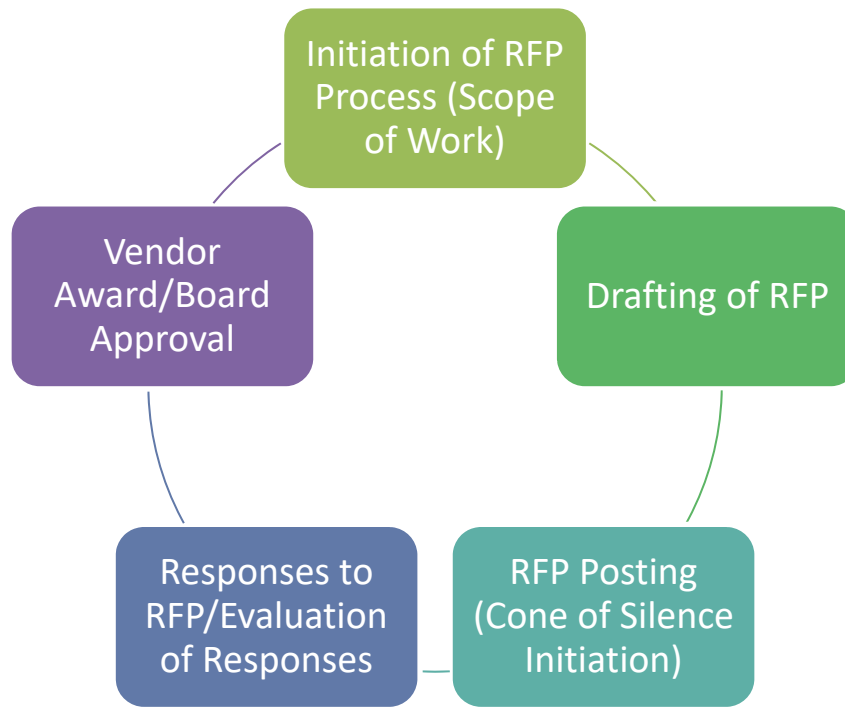 Initiation of RFP
Process (Scope
of Work)
Drafting of RFP
RFP Posting
(Cone of Silence
Initiation)
Responses to
RFP/Evaluation
of Responses
Vendor
Award/Board
Approval